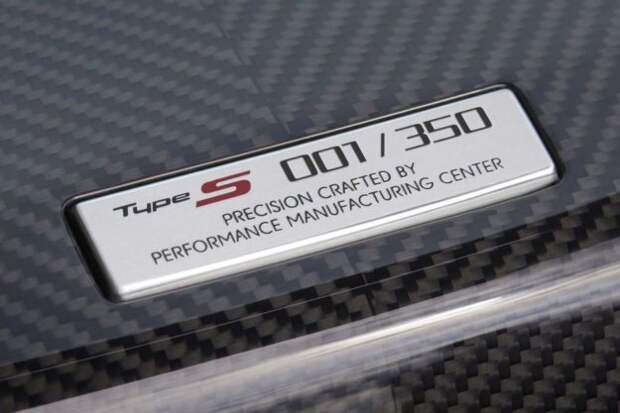 Type S 001 / 350
PRECISION CRAFTED BY
PERFORMANCE MANUFACTURING CENTER